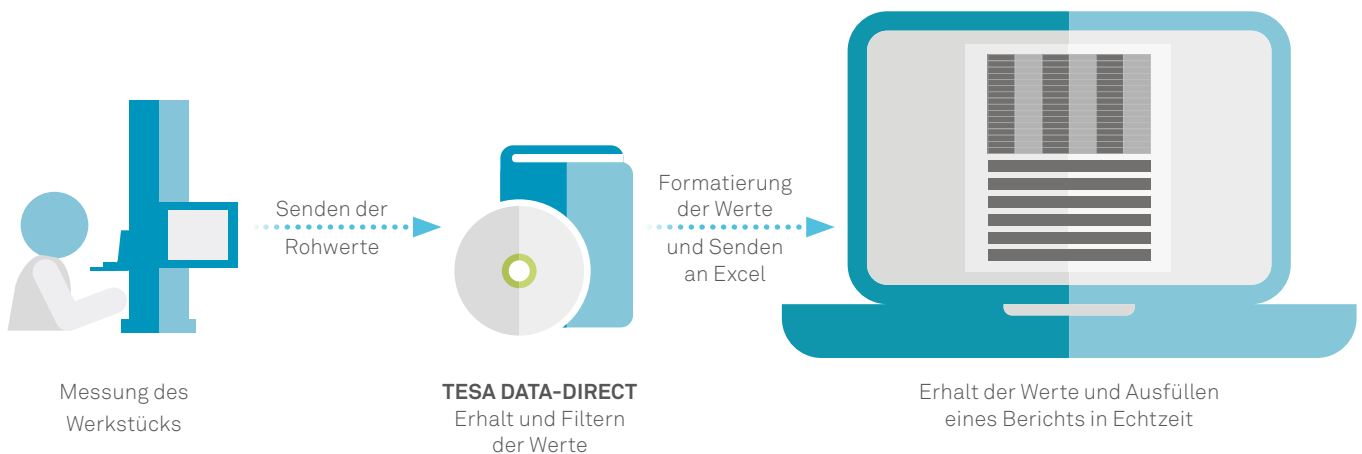 Senden der
Rohwerte
Formatierung
der Werte
und Senden
an Excel
Messung des
Werkstücks
TESA DATA-DIRECT
Erhalt und Filtern
der Werte
Erhalt der Werte und Ausfüllen
eines Berichts in Echtzeit